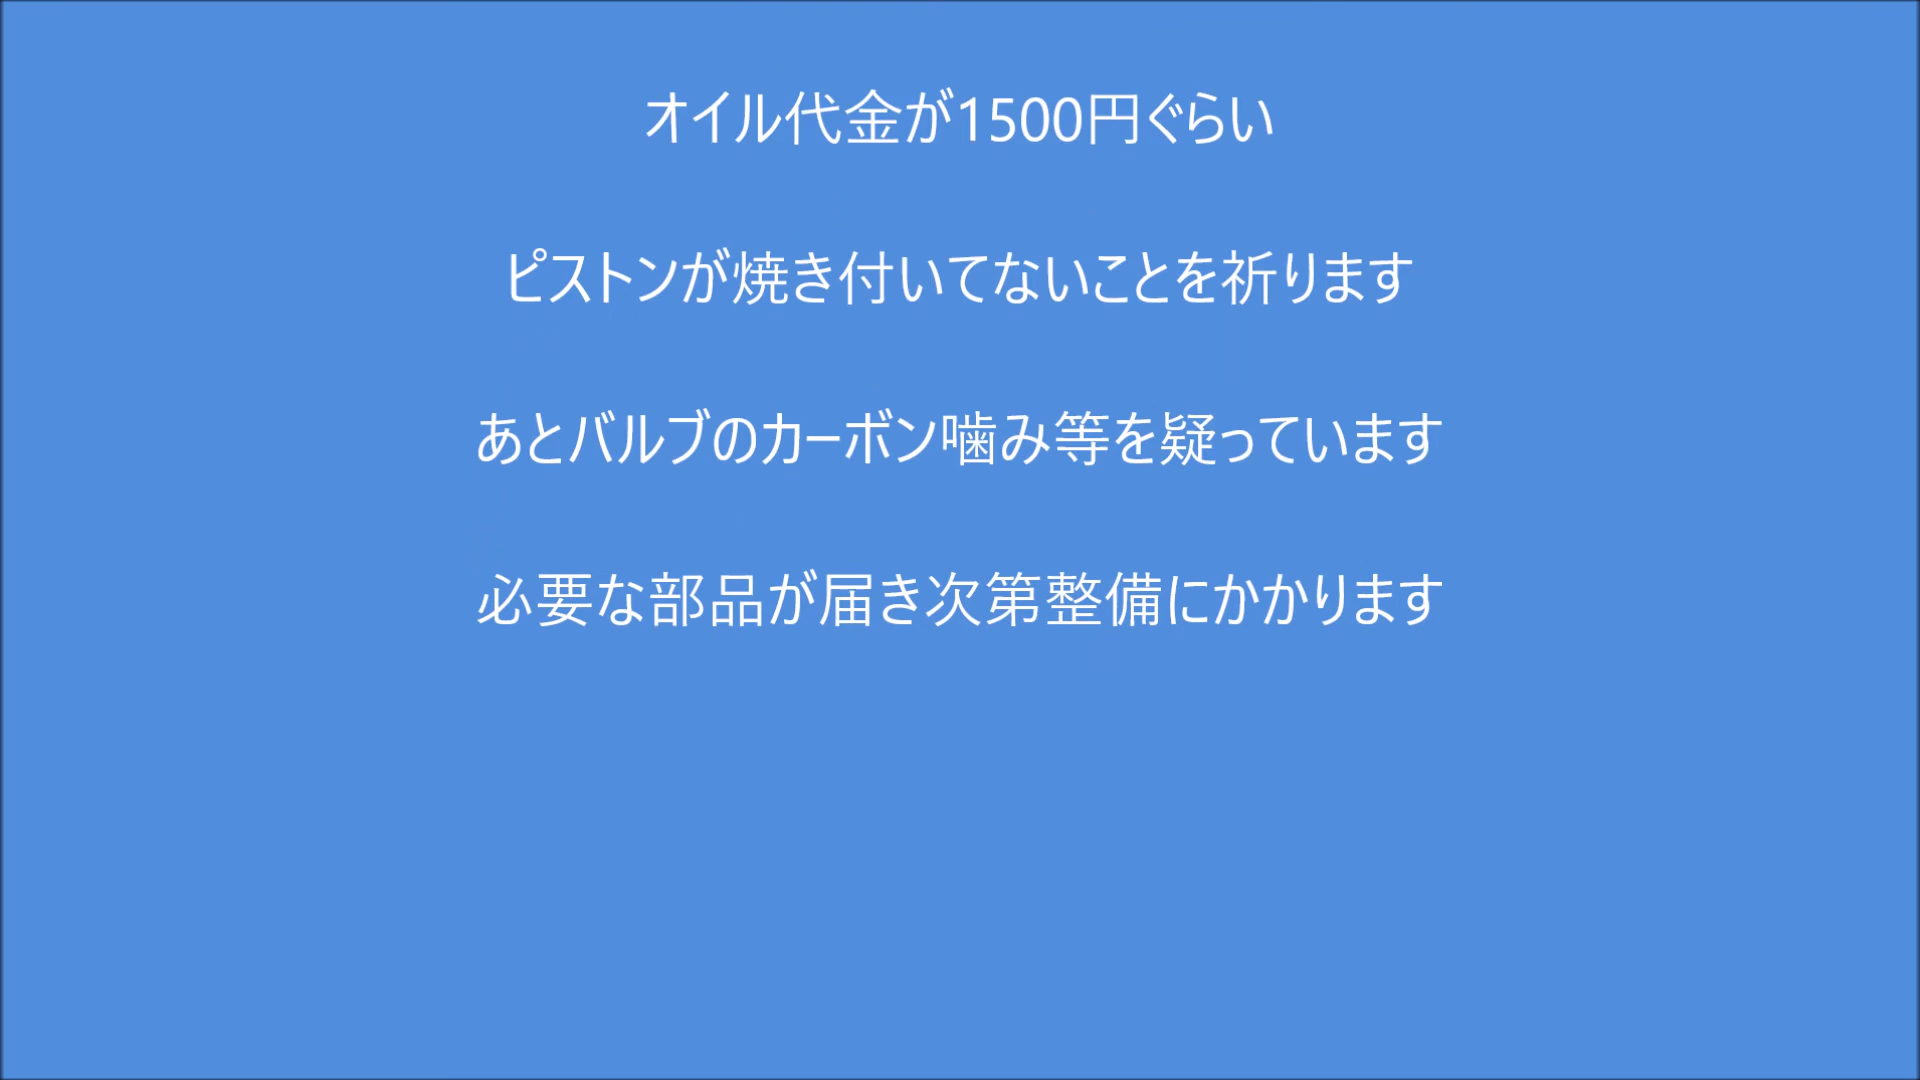 オイル代金が1500円ぐらい
ピストンが焼き付いてないことを祈ります
あとバルブのカーボン噛み等を疑っています
必要な部品が届き次第整備にかかります